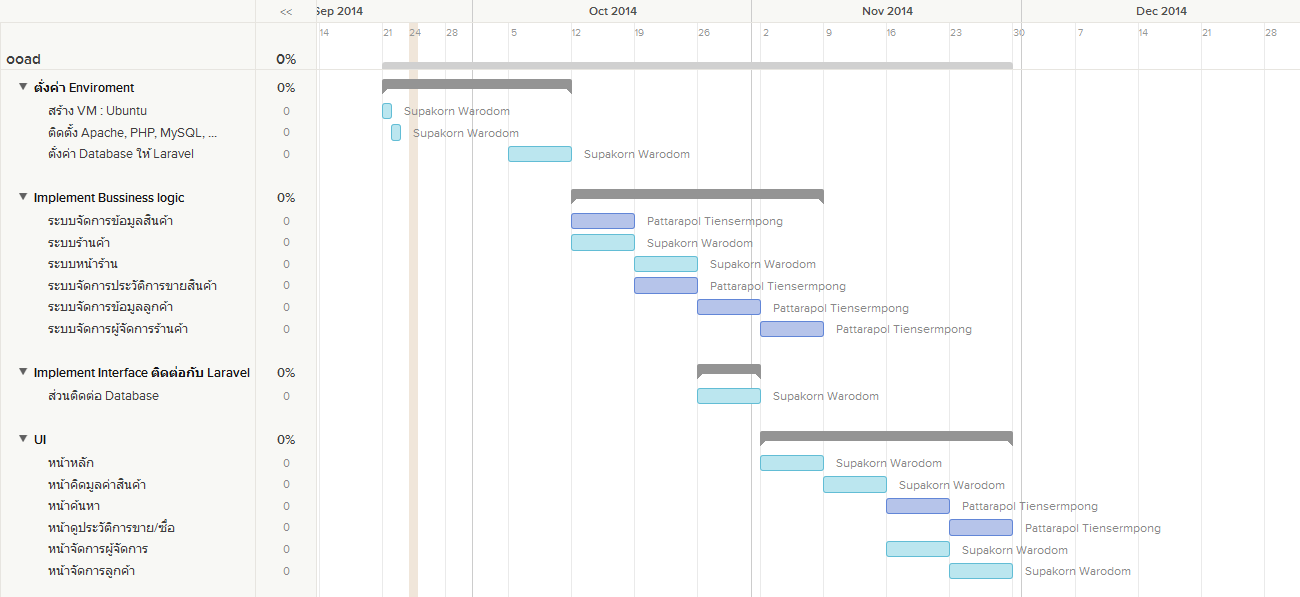 << Sep 2014 Oct 2014 Nov 2014 Dec 2014
14 21 24 28 5 12 19 26 2 9 16 23 30 7 14 21 28
ooad 0%
ตั่งค่า Enviroment 0%
สร้าง VM : Ubuntu 0 Supakorn Warodom
ติดตั้ง Apache, PHP, MySQL, ... 0 Supakorn Warodom
ตั่งค่า Database ให้ Laravel 0 Supakorn Warodom
Implement Bussiness logic 0%
ระบบจัดการข้อมูลสินค้า 0 Pattarapol Tiensermpong
ระบบร้านค้า 0 Supakorn Warodom
ระบบหน้าร้าน 0 Supakorn Warodom
ระบบจัดการประวัติการขายสินค้า 0 Pattarapol Tiensermpong
ระบบจัดการข้อมูลลูกค้า 0 Pattarapol Tiensermpong
ระบบจัดการผู้จัดการร้านค้า 0 Pattarapol Tiensermpong
Implement Interface ติดต่อกับ Laravel 0%
ส่วนติดต่อ Database 0 Supakorn Warodom
UI 0%
หน้าหลัก 0 Supakorn Warodom
หน้าคิดมูลค่าสินค้า 0 Supakorn Warodom
หน้าค้นหา 0 Pattarapol Tiensermpong
หน้าดูประวัติการขาย/ซื้อ 0 Pattarapol Tiensermpong
หน้าจัดการผู้จัดการ 0 Supakorn Warodom
หน้าจัดการลูกค้า 0 Supakorn Warodom